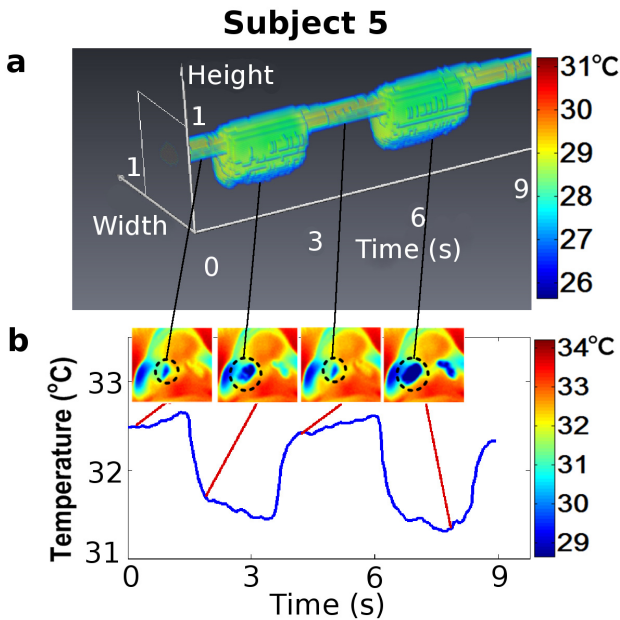 Subject 5
a
Height
1
1
Width
0
3
6
9
Time (s)
31°C
30
29
28
27
26
b
34°C
33
32
31
30
29
Temperature (°C)
33
32
31
0
3
6
9
Time (s)